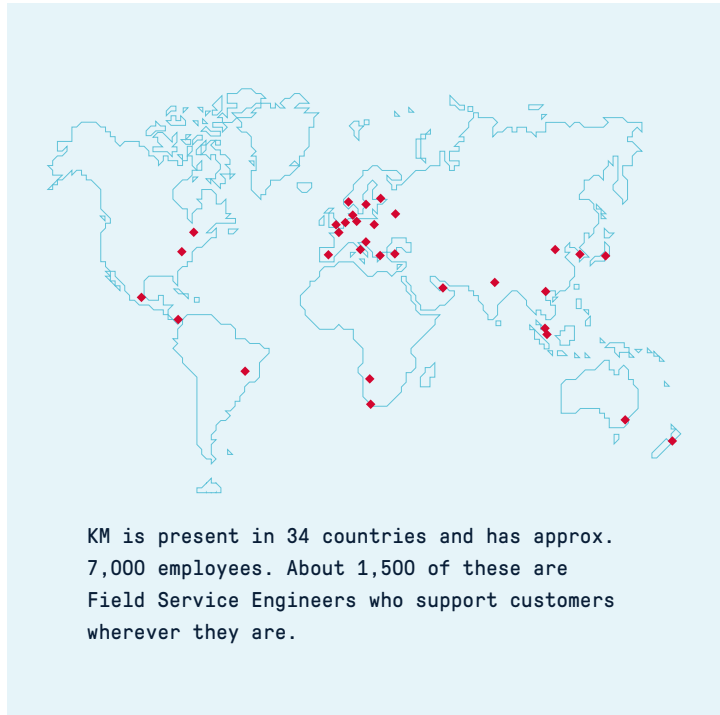 KM is present in 34 countries and has approx.
7,000 employees. About 1,500 of these are
Field Service Engineers who support customers
wherever they are.